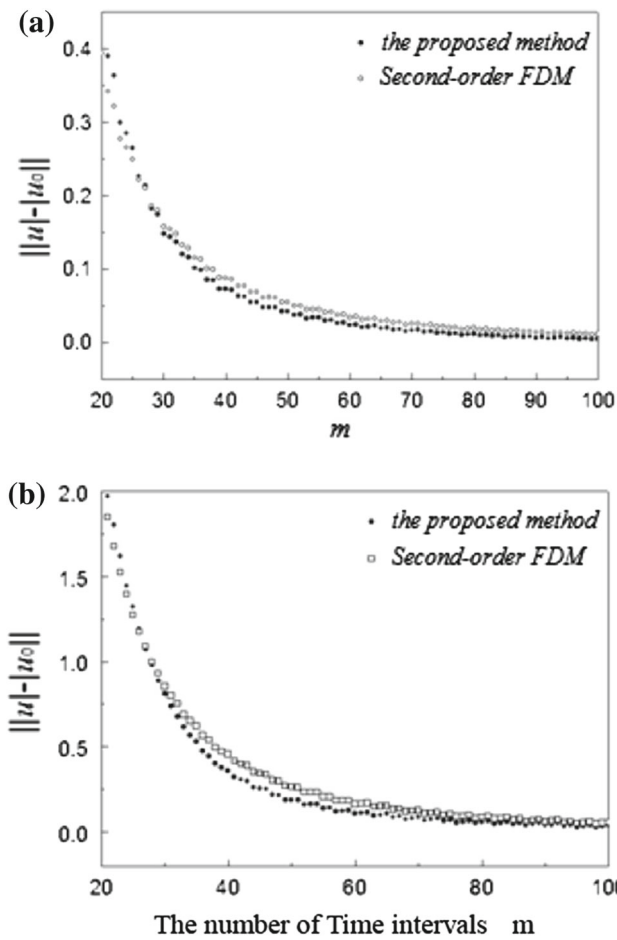 (a)
0.4
0.3
0.2
0.1
0.0
||u|-|u0||
the proposed method
Second-order FDM
20 30 40 50 60 70 80 90 100
m
(b)
2.0
1.5
1.0
0.5
0.0
||u|-|u0||
the proposed method
Second-order FDM
20 40 60 80 100
The number of Time intervals m